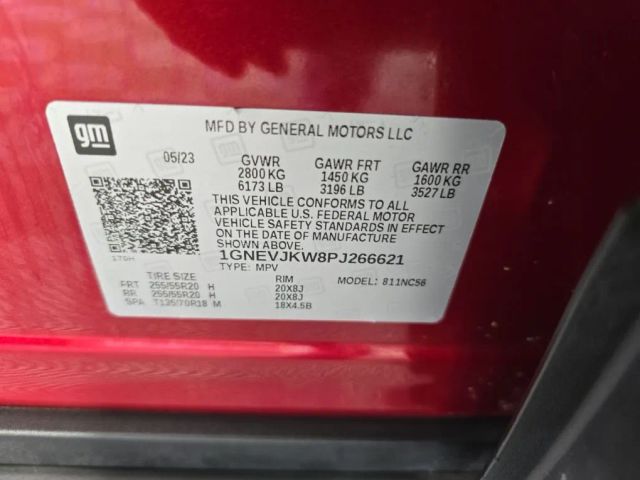 gm
MFD BY GENERAL MOTORS LLC
05/23 GVWR GAWR FRT GAWR RR
2800 KG 1450 KG 1600 KG
6173 LB 3196 LB 3527 LB
THIS VEHICLE CONFORMS TO ALL
APPLICABLE U.S. FEDERAL MOTOR
VEHICLE SAFETY STANDARDS IN EFFECT
ON THE DATE OF MANUFACTURE
SHOWN ABOVE.
1GNEVJKW8PJ266621
TYPE: MPV
TIRE SIZE RIM MODEL: 811NC56
FRT 255/55R20 H 20X8J
RR 255/55R20 H 20X8J
SPA T135/70R18 M 18X4.5B